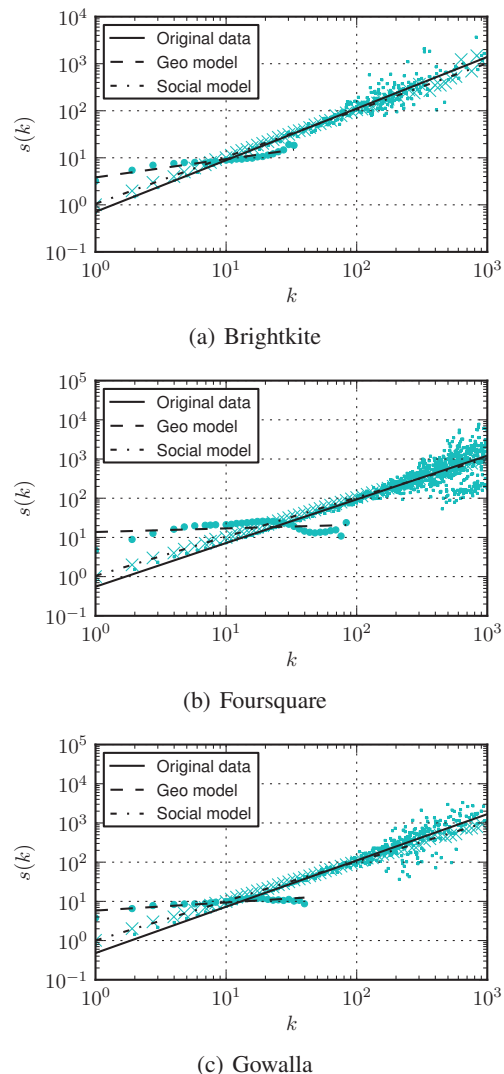 10^4
10^3
10^2
10^1
10^0
10^-1
s(k)
Original data
Geo model
Social model
10^0 10^1 10^2 10^3
k
(a) Brightkite
10^5
10^4
10^3
10^2
10^1
10^0
10^-1
s(k)
Original data
Geo model
Social model
10^0 10^1 10^2 10^3
k
(b) Foursquare
10^5
10^4
10^3
10^2
10^1
10^0
10^-1
s(k)
Original data
Geo model
Social model
10^0 10^1 10^2 10^3
k
(c) Gowalla